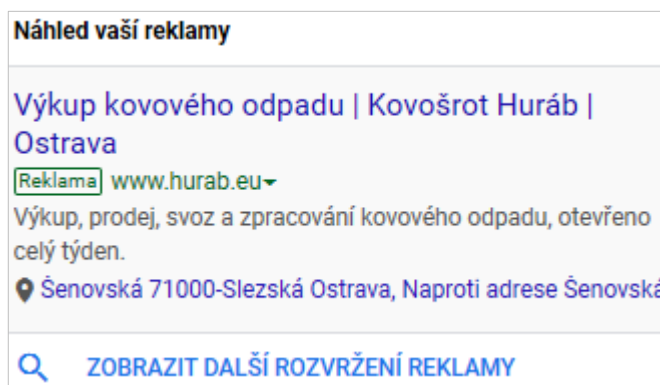 Náhled vaší reklamy
Výkup kovového odpadu | Kovošrot Huráb |
Ostrava
Reklama www.hurab.eu
Výkup, prodej, svoz a zpracování kovového odpadu, otevřeno
celý týden.
Šenovská 71000-Slezská Ostrava, Naproti adrese Šenovská
ZOBRAZIT DALŠÍ ROZVRŽENÍ REKLAMY